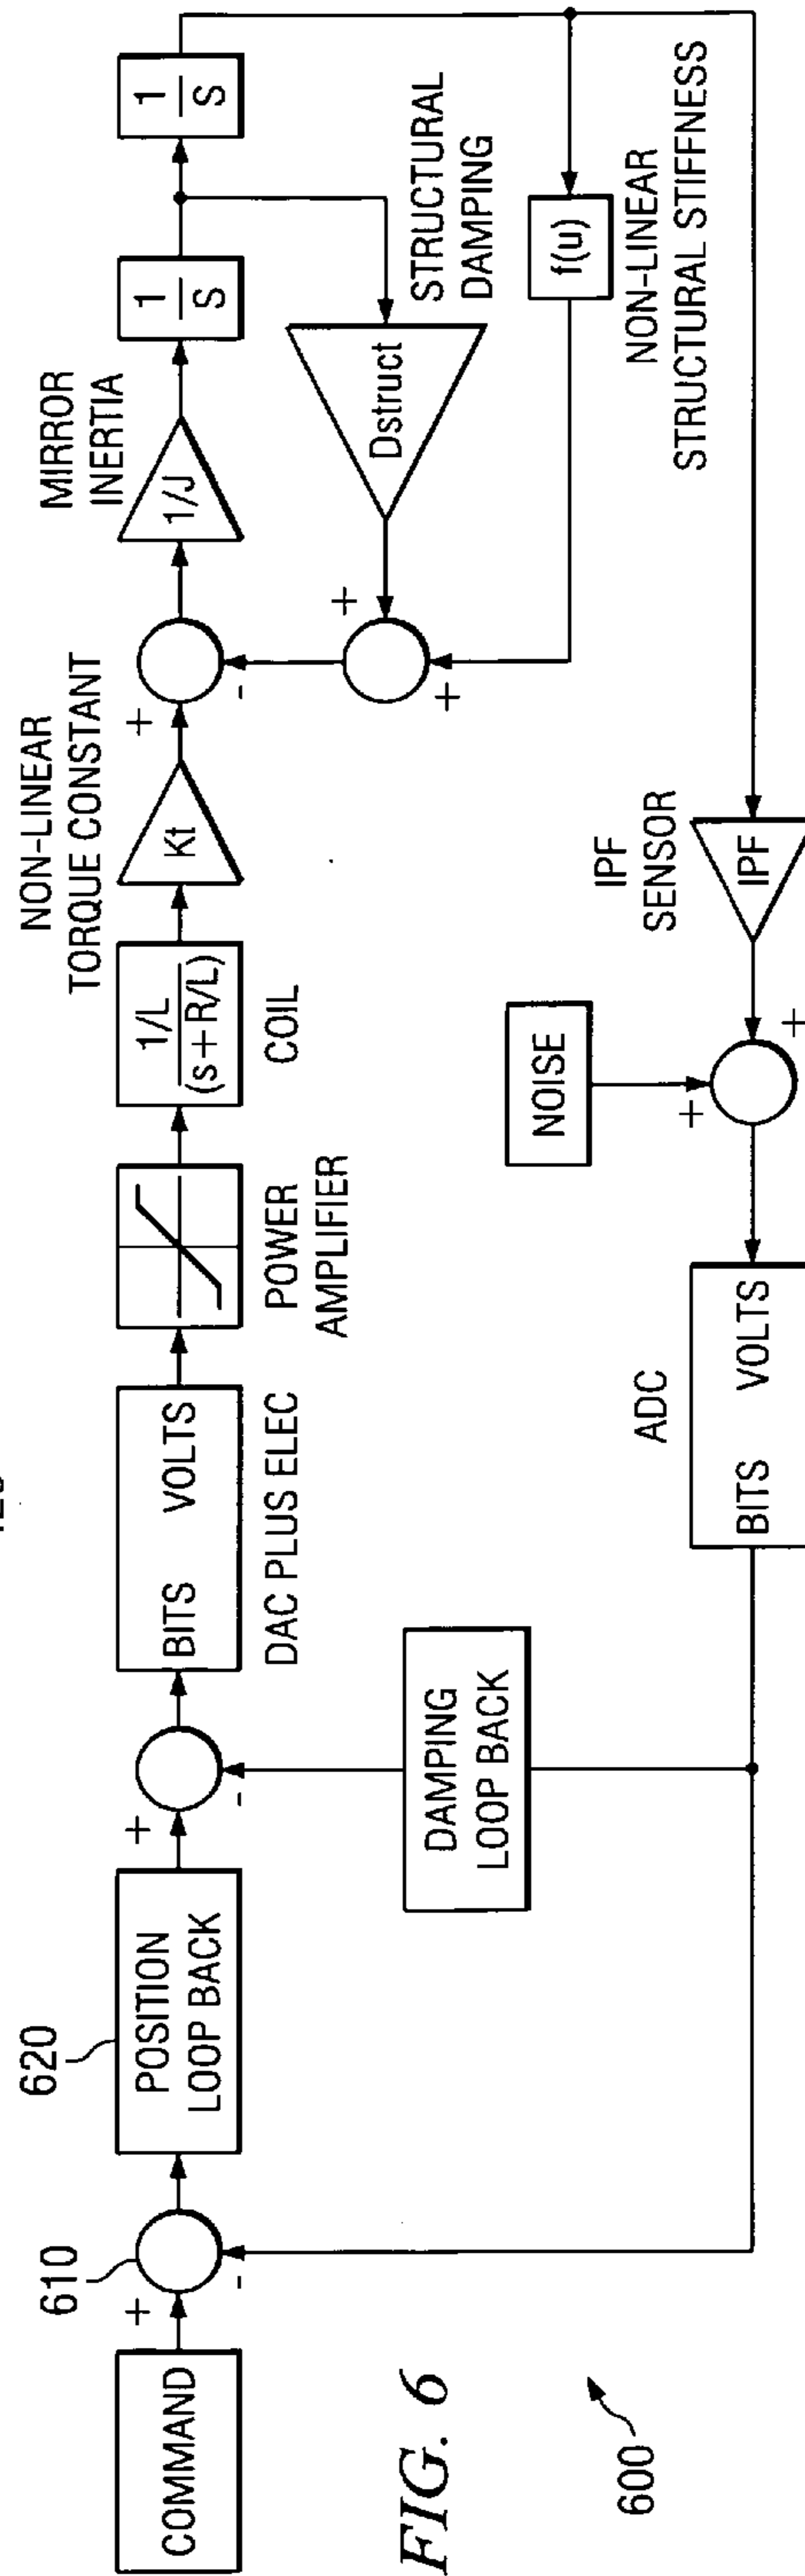 COMMAND
+
-
610
620
POSITION
LOOP BACK
+
-
BITS VOLTS
DAC PLUS ELEC
POWER
AMPLIFIER
1/L
(s+R/L)
COIL
NON-LINEAR
TORQUE CONSTANT
Kt
+
-
MIRROR
INERTIA
1/J
1
S
1
S
Dstruct
STRUCTURAL
DAMPING
+
+
f(u)
NON-LINEAR
STRUCTURAL STIFFNESS
DAMPING
LOOP BACK
NOISE
+
+
IPF
SENSOR
IPF
ADC
BITS VOLTS
FIG. 6
600